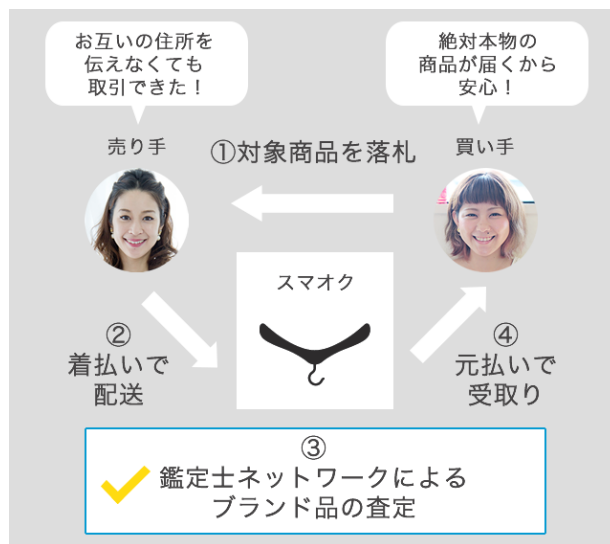 お互いの住所を
伝えなくても
取引できた！
絶対本物の
商品が届くから
安心！
売り手
①対象商品を落札
買い手
スマオク
②
着払いで
配送
④
元払いで
受取り
③
鑑定士ネットワークによる
ブランド品の査定